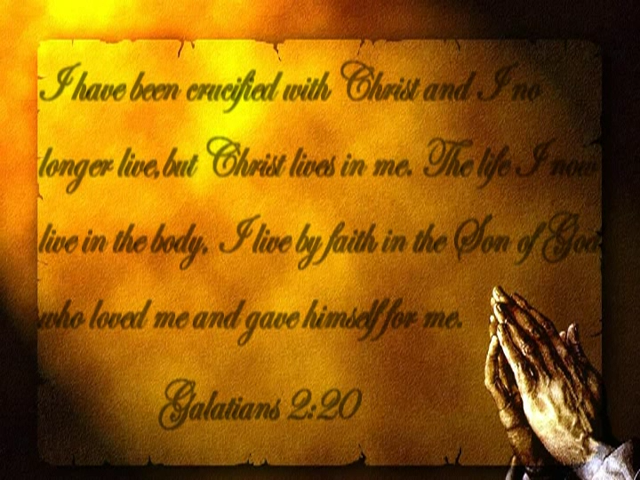 I have been crucified with Christ and I no
longer live, but Christ lives in me. The life I now
live in the body, I live by faith in the Son of God
who loved me and gave himself for me.
Galatians 2:20